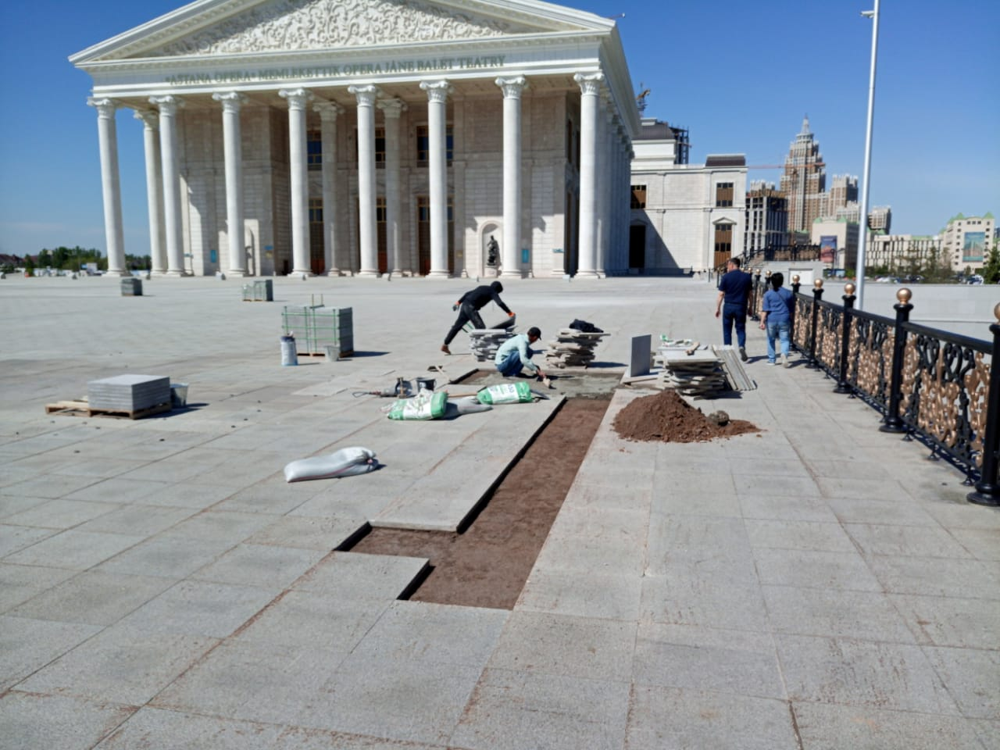 "ASTANA OPERA" MEMLEKETTIK OPERA JÁNE BALET TEATRY